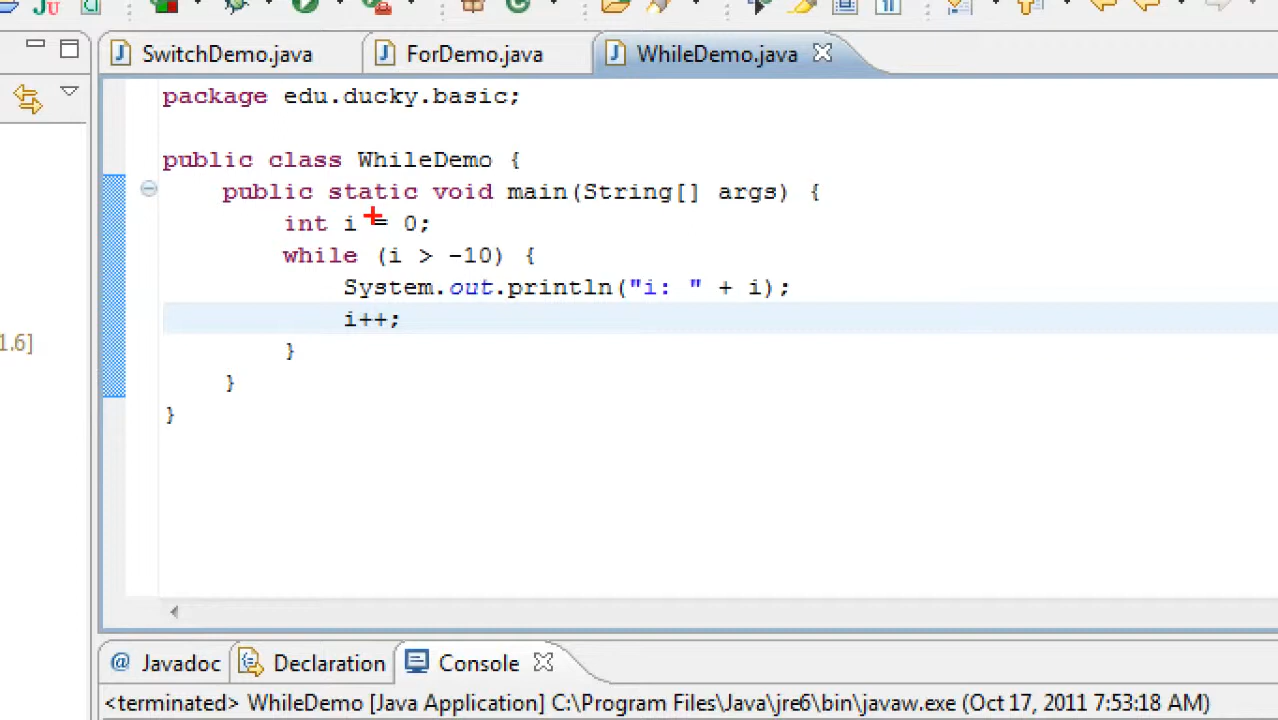 SwitchDemo.java ForDemo.java WhileDemo.java
package edu.ducky.basic;
public class WhileDemo {
public static void main(String[] args) {
int i = 0;
while (i > -10) {
System.out.println("i: " + i);
i++;
1.6]
}
}
}
@ Javadoc Declaration Console
<terminated> WhileDemo [Java Application] C:\Program Files\Java\jre6\bin\javaw.exe (Oct 17, 2011 7:53:18 AM)